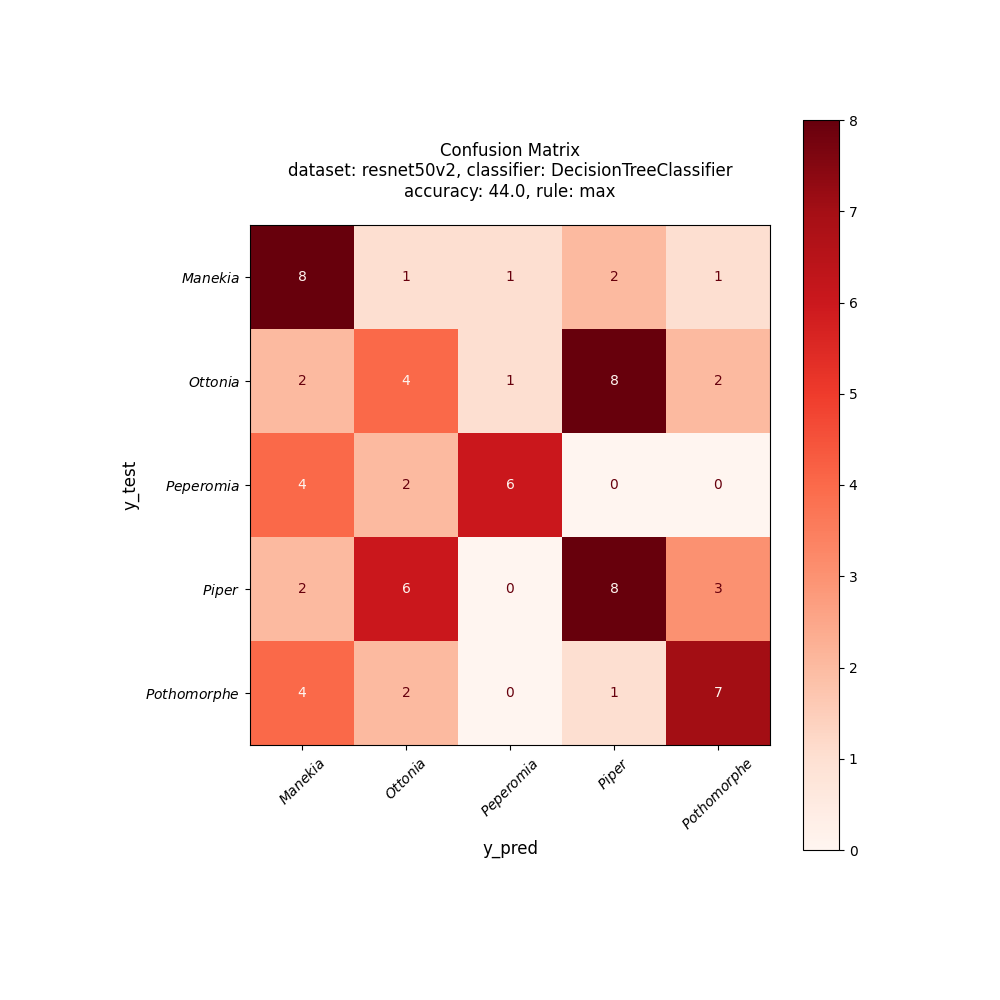 Confusion Matrix
dataset: resnet50v2, classifier: DecisionTreeClassifier
accuracy: 44.0, rule: max
Manekia 8 1 1 2 1
Ottonia 2 4 1 8 2
Peperomia 4 2 6 0 0
Piper 2 6 0 8 3
Pothomorphe 4 2 0 1 7
Manekia Ottonia Peperomia Piper Pothomorphe
y_pred
y_test
8
7
6
5
4
3
2
1
0